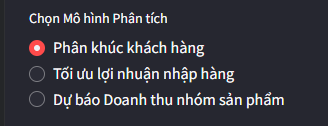 Chọn Mô hình Phân tích
Phân khúc khách hàng
Tối ưu lợi nhuận nhập hàng
Dự báo Doanh thu nhóm sản phẩm